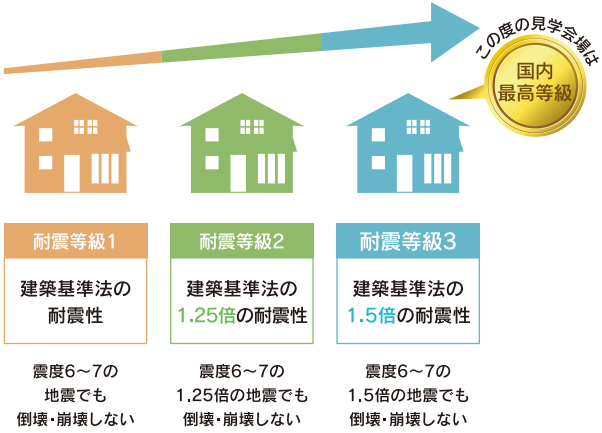 この度の見学会場は
国内
最高等級
耐震等級1
建築基準法の
耐震性
震度6～7の
地震でも
倒壊・崩壊しない
耐震等級2
建築基準法の
1.25倍の耐震性
震度6～7の
1.25倍の地震でも
倒壊・崩壊しない
耐震等級3
建築基準法の
1.5倍の耐震性
震度6～7の
1.5倍の地震でも
倒壊・崩壊しない